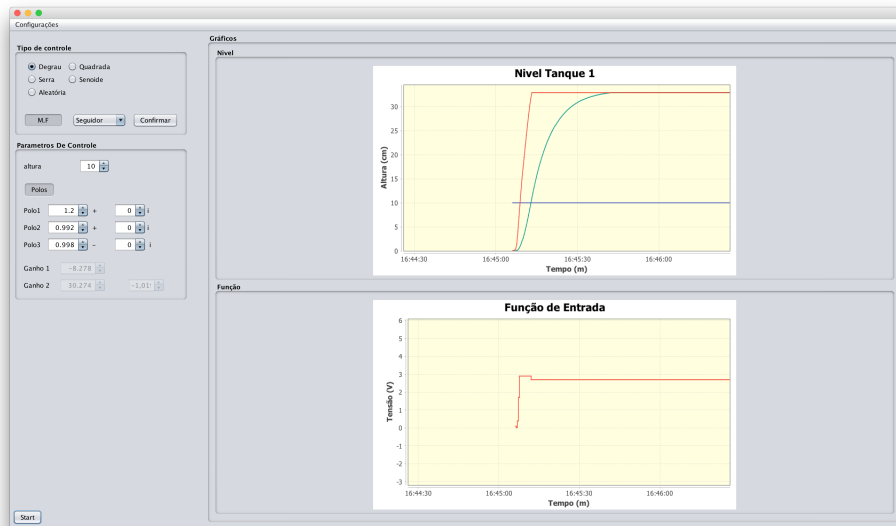 Configurações
Tipo de controle
Degrau Quadrada
Serra Senoide
Aleatória
M.F Seguidor Confirmar
Parametros De Controle
altura 10
Polos
Polo1 1.2 + 0 i
Polo2 0.992 + 0 i
Polo3 0.998 - 0 i
Ganho 1 -8.278
Ganho 2 30.274
Start
Gráficos
Nivel
Nivel Tanque 1
Altura (cm)
30
25
20
15
10
5
0
16:44:30 16:45:00 16:45:30 16:46:00
Tempo (m)
Função
Função de Entrada
Tensão (V)
6
5
4
3
2
1
0
-1
-2
-3
16:44:30 16:45:00 16:45:30 16:46:00
Tempo (m)